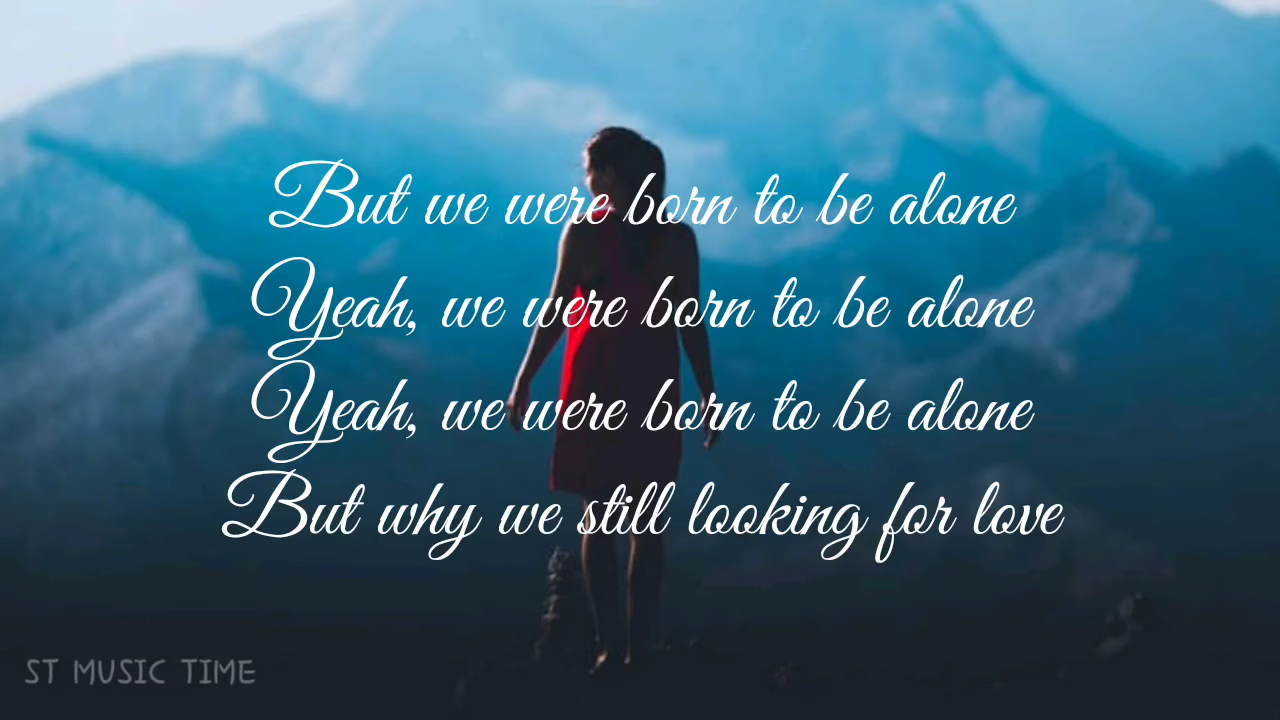 But we were born to be alone
Yeah, we were born to be alone
Yeah, we were born to be alone
But why we still looking for love
ST MUSIC TIME